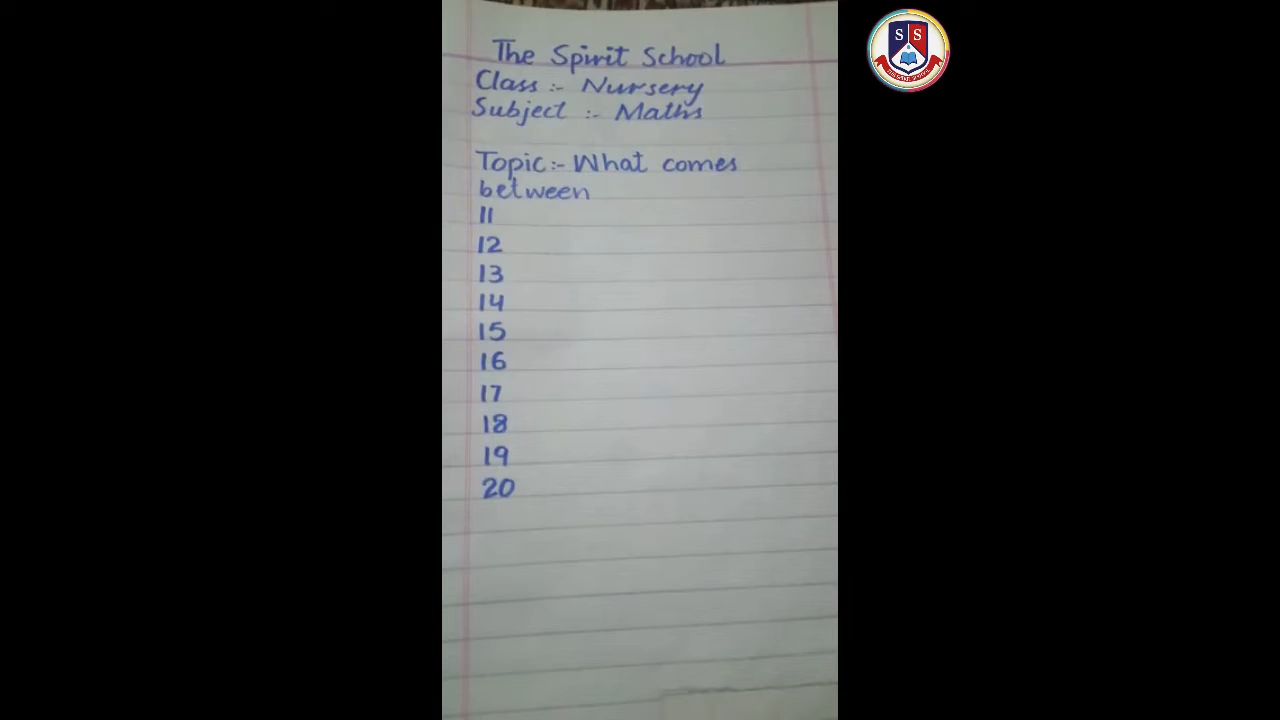 The Spirit School
Class :- Nursery
Subject :- Maths
Topic :- What comes
between
11
12
13
14
15
16
17
18
19
20
S S